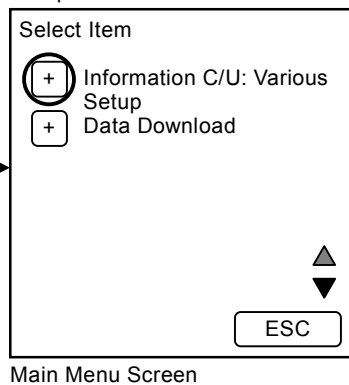 Select Item
+ Information C/U: Various
Setup
+ Data Download
ESC
Main Menu Screen